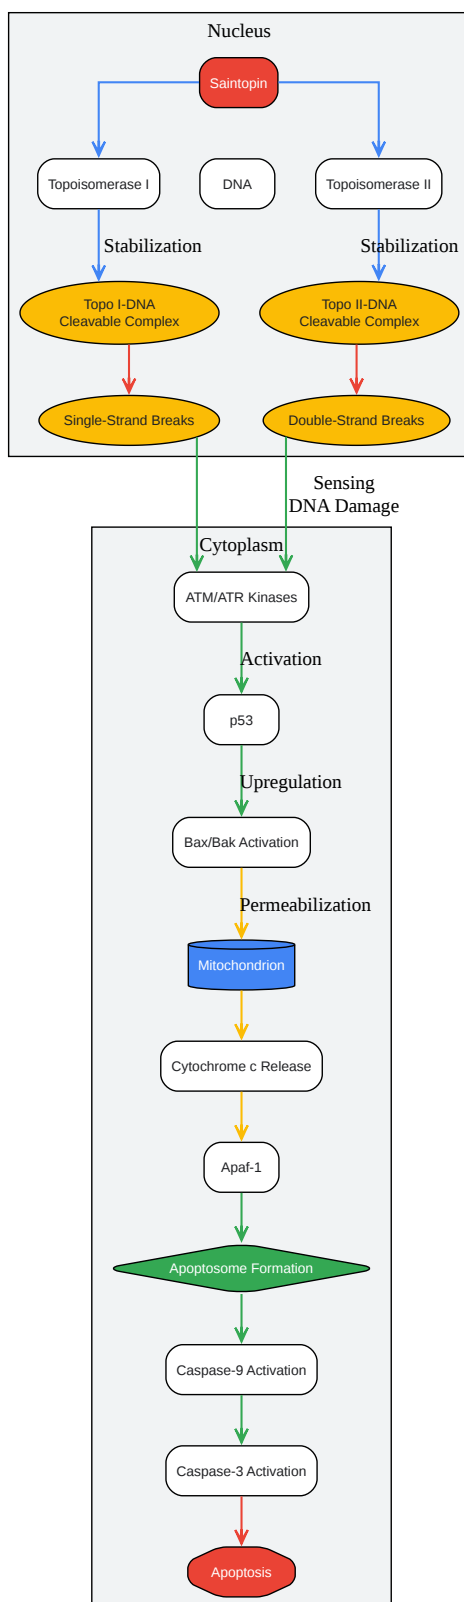 Nucleus
Saintopin
Topoisomerase I
DNA
Topoisomerase II
Stabilization
Stabilization
Topo I-DNA
Cleavable Complex
Topo II-DNA
Cleavable Complex
Single-Strand Breaks
Double-Strand Breaks
Sensing
DNA Damage
Cytoplasm
ATM/ATR Kinases
Activation
p53
Upregulation
Bax/Bak Activation
Permeabilization
Mitochondrion
Cytochrome c Release
Apaf-1
Apoptosome Formation
Caspase-9 Activation
Caspase-3 Activation
Apoptosis